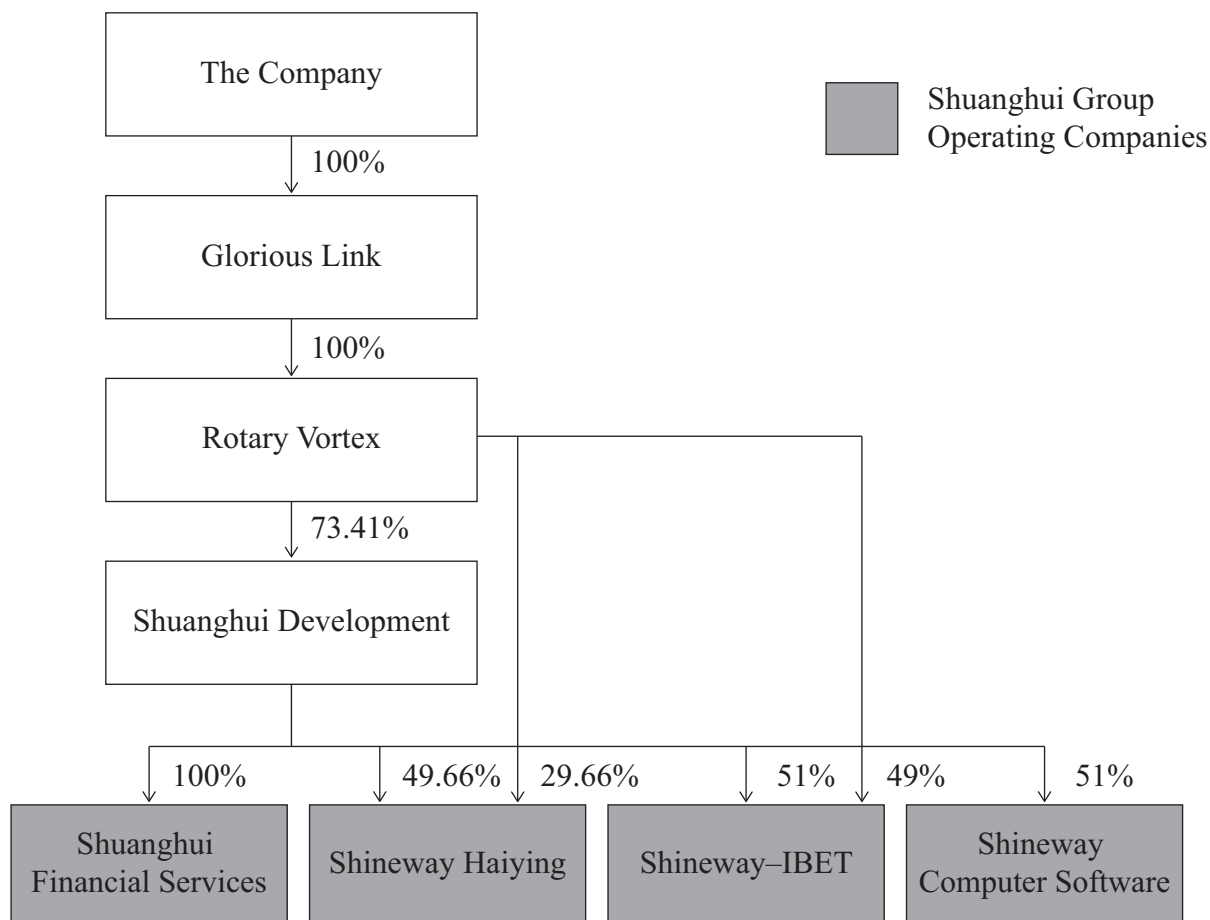 The Company
Shuanghui Group
Operating Companies
100%
Glorious Link
100%
Rotary Vortex
73.41%
Shuanghui Development
100%
49.66%
29.66%
51%
49%
51%
Shuanghui
Financial Services
Shineway Haiying
Shineway–IBET
Shineway
Computer Software